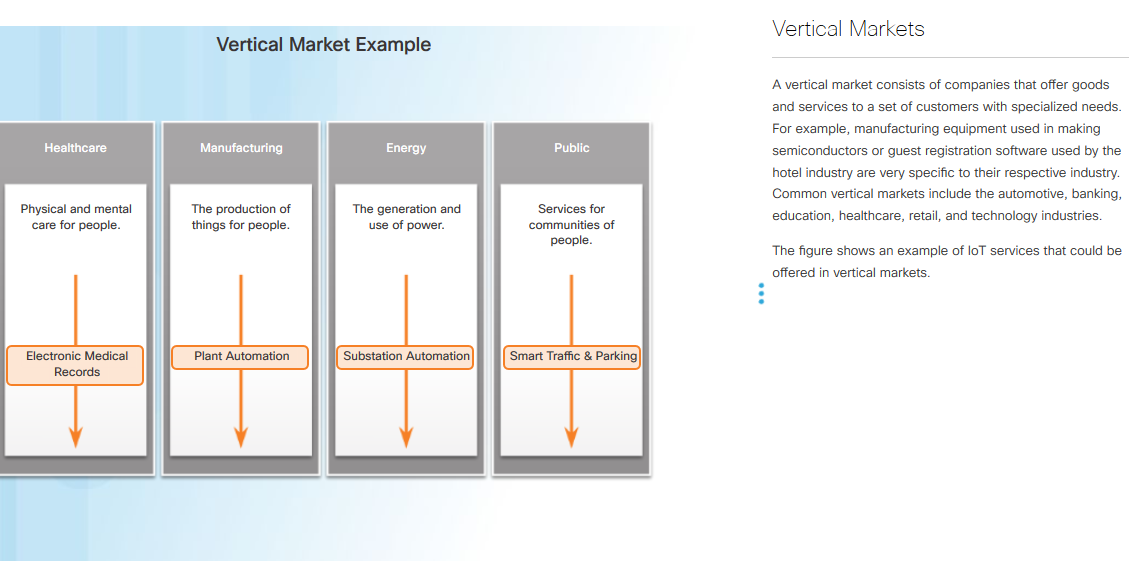 Vertical Market Example
Healthcare
Physical and mental
care for people.
Electronic Medical
Records
Manufacturing
The production of
things for people.
Plant Automation
Energy
The generation and
use of power.
Substation Automation
Public
Services for
communities of
people.
Smart Traffic & Parking
Vertical Markets
A vertical market consists of companies that offer goods
and services to a set of customers with specialized needs.
For example, manufacturing equipment used in making
semiconductors or guest registration software used by the
hotel industry are very specific to their respective industry.
Common vertical markets include the automotive, banking,
education, healthcare, retail, and technology industries.
The figure shows an example of IoT services that could be
offered in vertical markets.